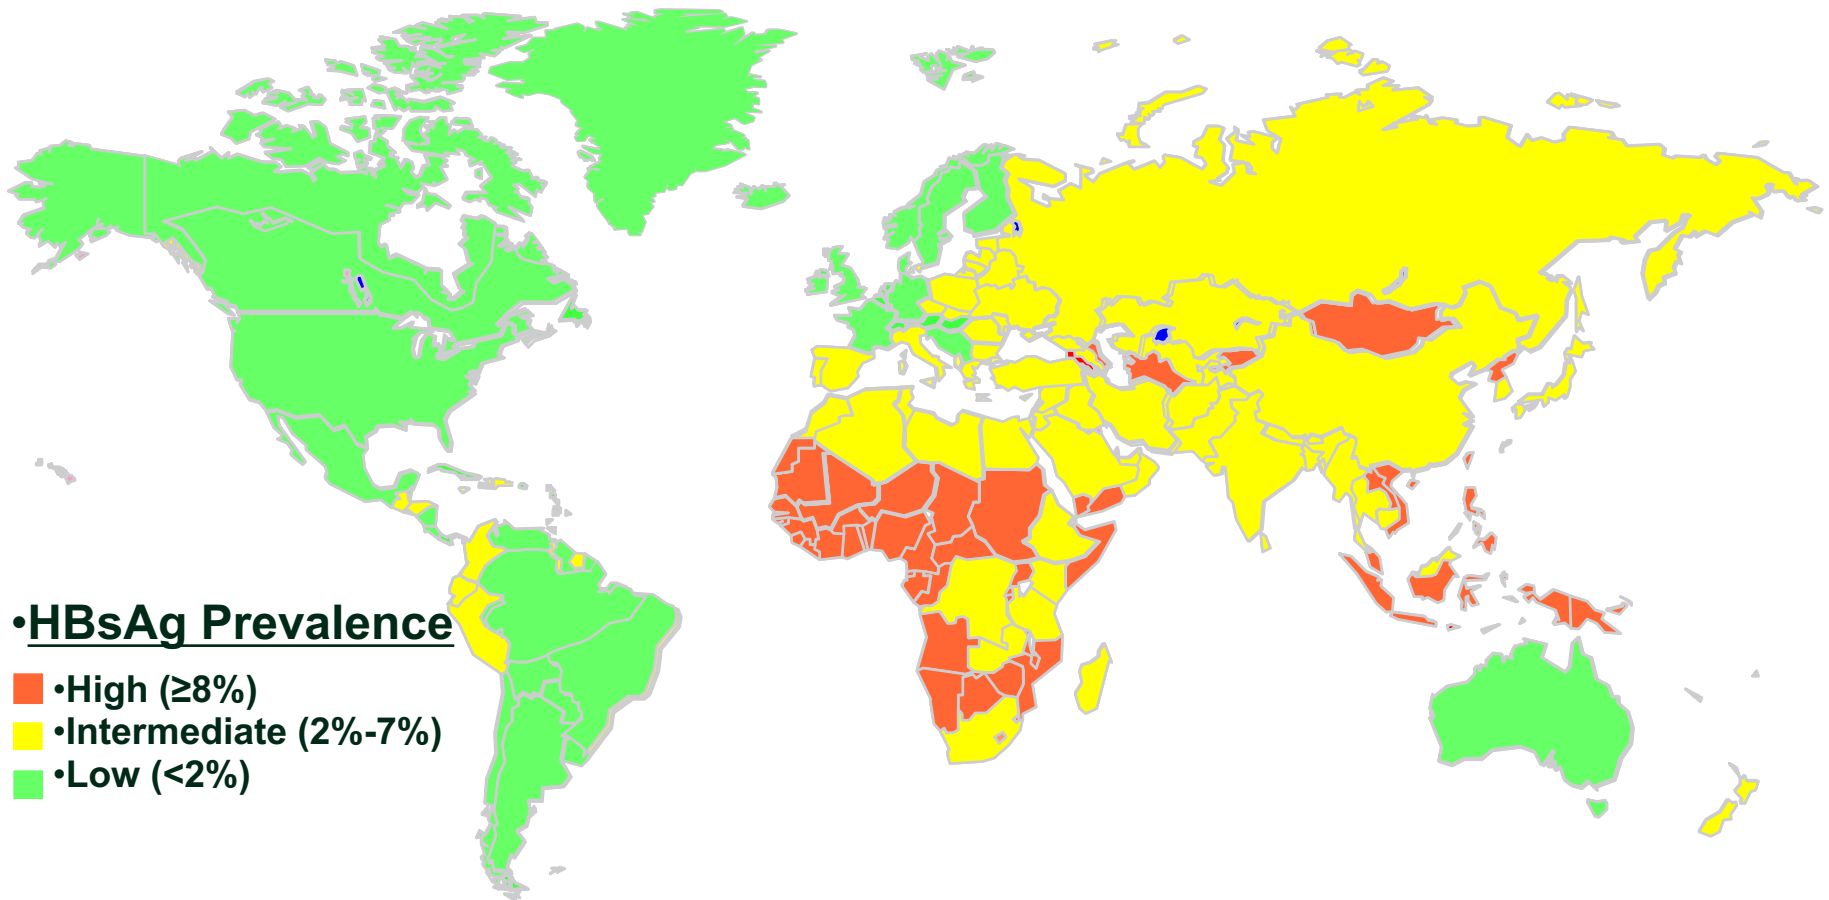 •HBsAg Prevalence
•High (≥8%)
•Intermediate (2%-7%)
•Low (<2%)